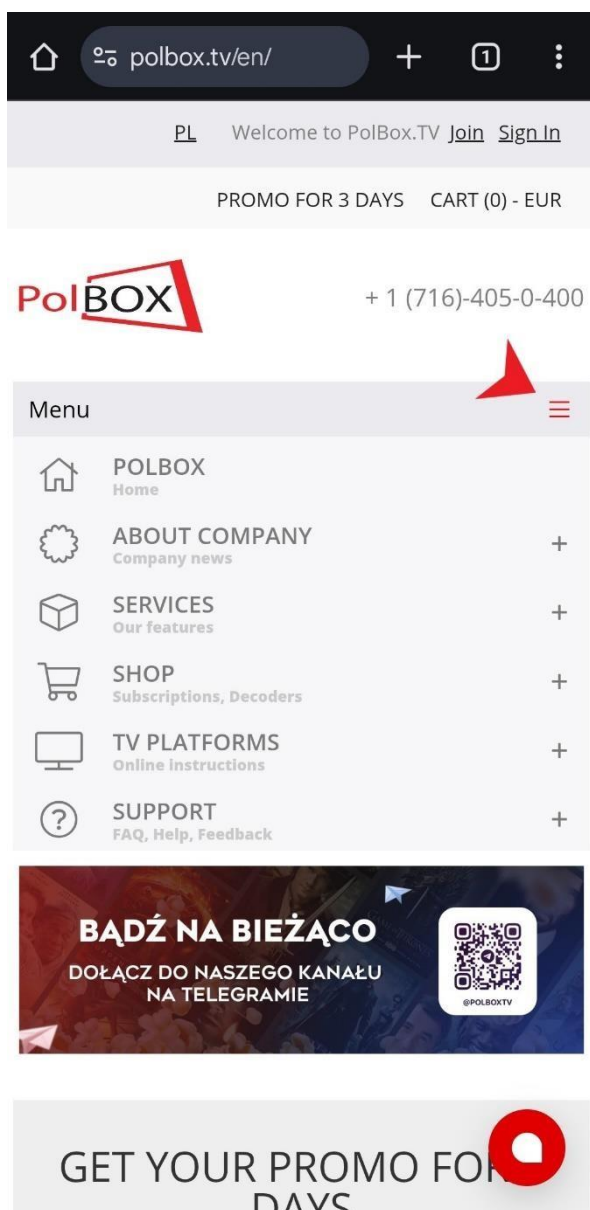 polbox.tv/en/
1
PL Welcome to PolBox.TV Join Sign In
PROMO FOR 3 DAYS CART (0) - EUR
PolBOX
+ 1 (716)-405-0-400
Menu
POLBOX
Home
ABOUT COMPANY
Company news
SERVICES
Our features
SHOP
Subscriptions, Decoders
TV PLATFORMS
Online instructions
SUPPORT
FAQ, Help, Feedback
BĄDŹ NA BIEŻĄCO
DOŁĄCZ DO NASZEGO KANAŁU
NA TELEGRAMIE
@POLBOXTV
GET YOUR PROMO FOR
DAYS